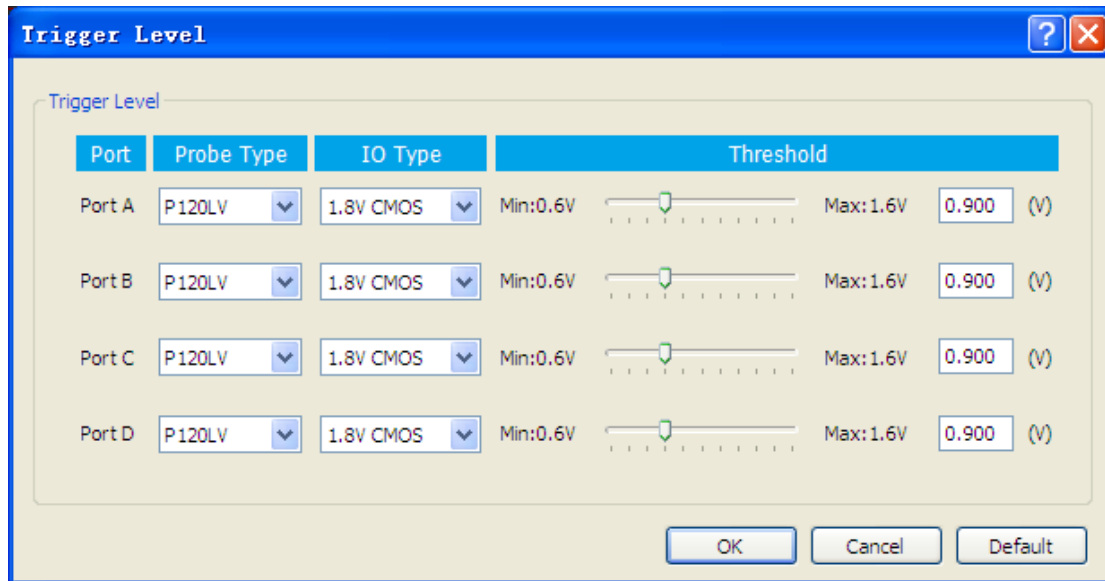 Trigger Level
Trigger Level
Port Probe Type IO Type Threshold
Port A P120LV 1.8V CMOS Min:0.6V Max:1.6V 0.900 (V)
Port B P120LV 1.8V CMOS Min:0.6V Max:1.6V 0.900 (V)
Port C P120LV 1.8V CMOS Min:0.6V Max:1.6V 0.900 (V)
Port D P120LV 1.8V CMOS Min:0.6V Max:1.6V 0.900 (V)
OK Cancel Default